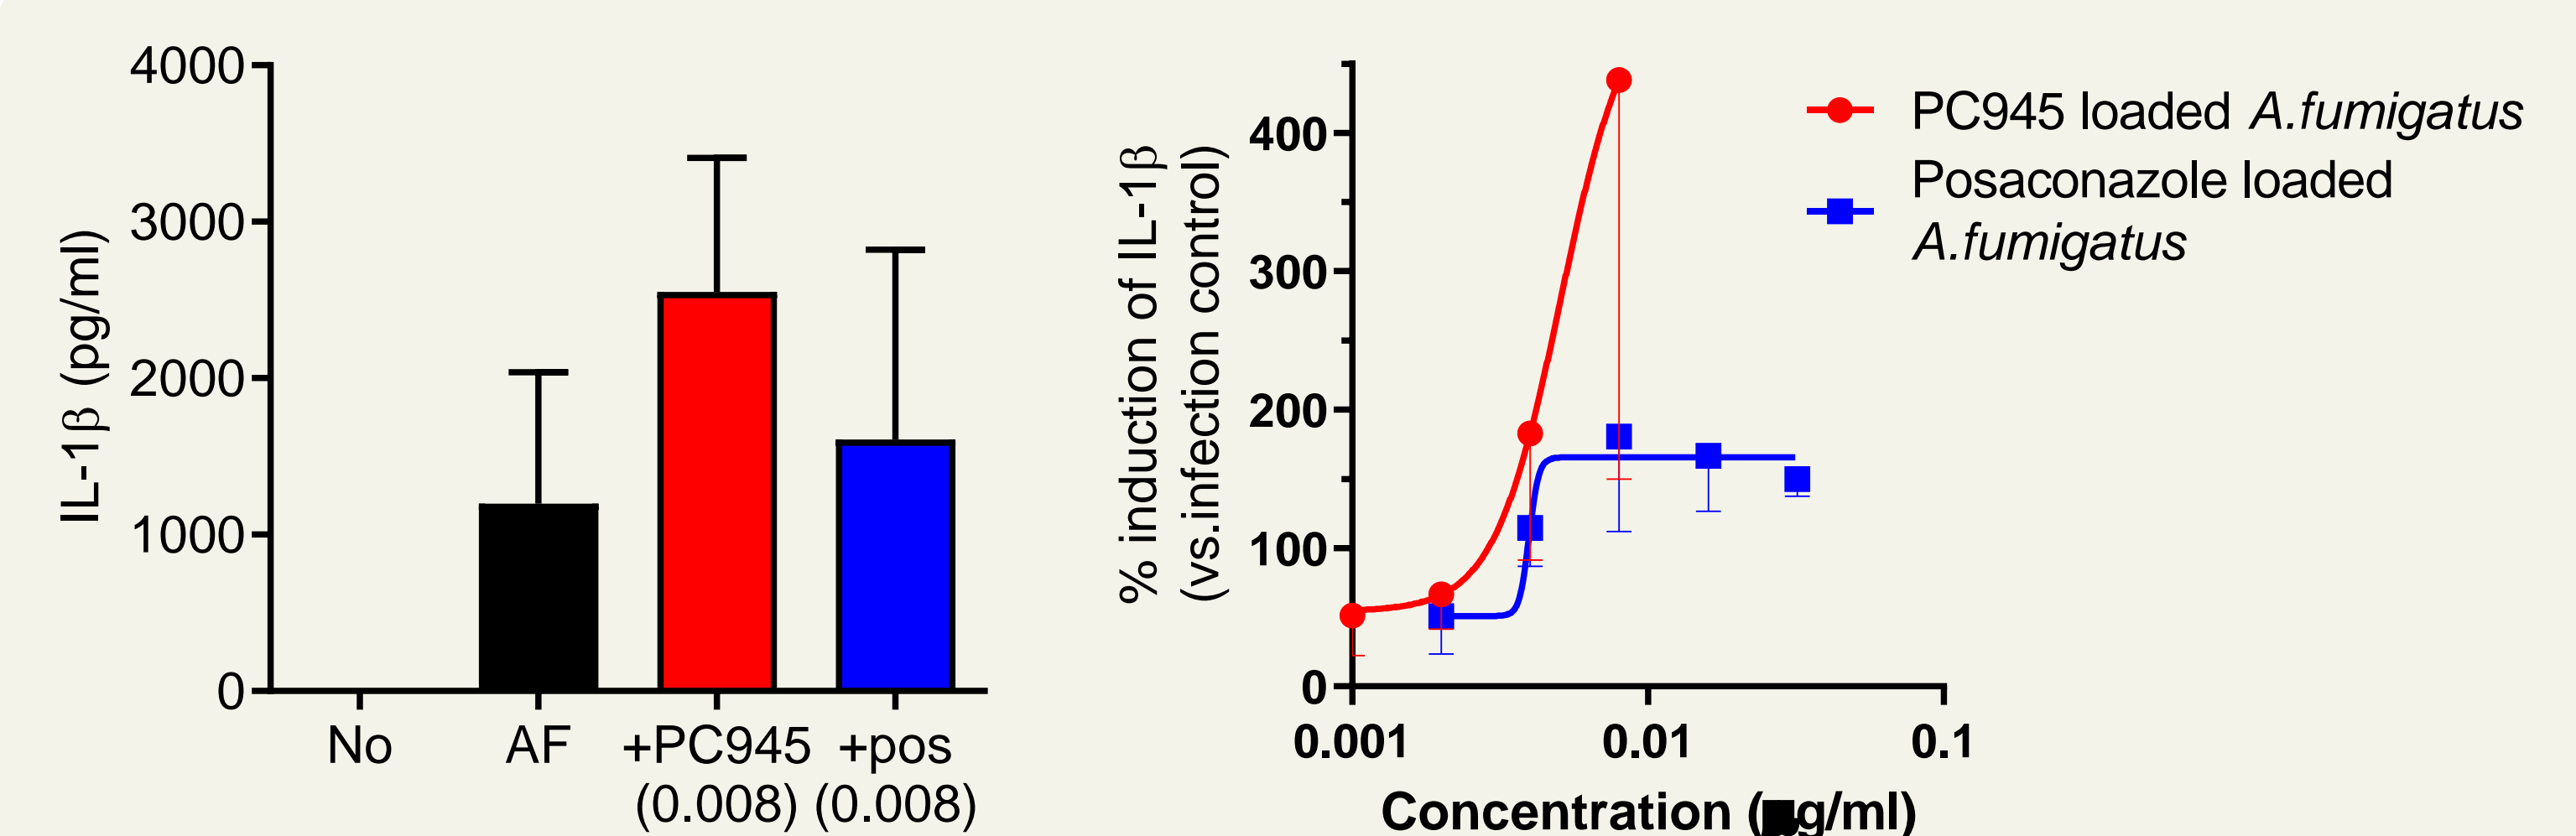 IL-1β (pg/ml)
4000
3000
2000
1000
0
No
AF
+PC945
(0.008)
+pos
(0.008)
% induction of IL-1β
(vs.infection control)
400
300
200
100
0
0.001
0.01
0.1
Concentration (g/ml)
PC945 loaded A.fumigatus
Posaconazole loaded
A.fumigatus